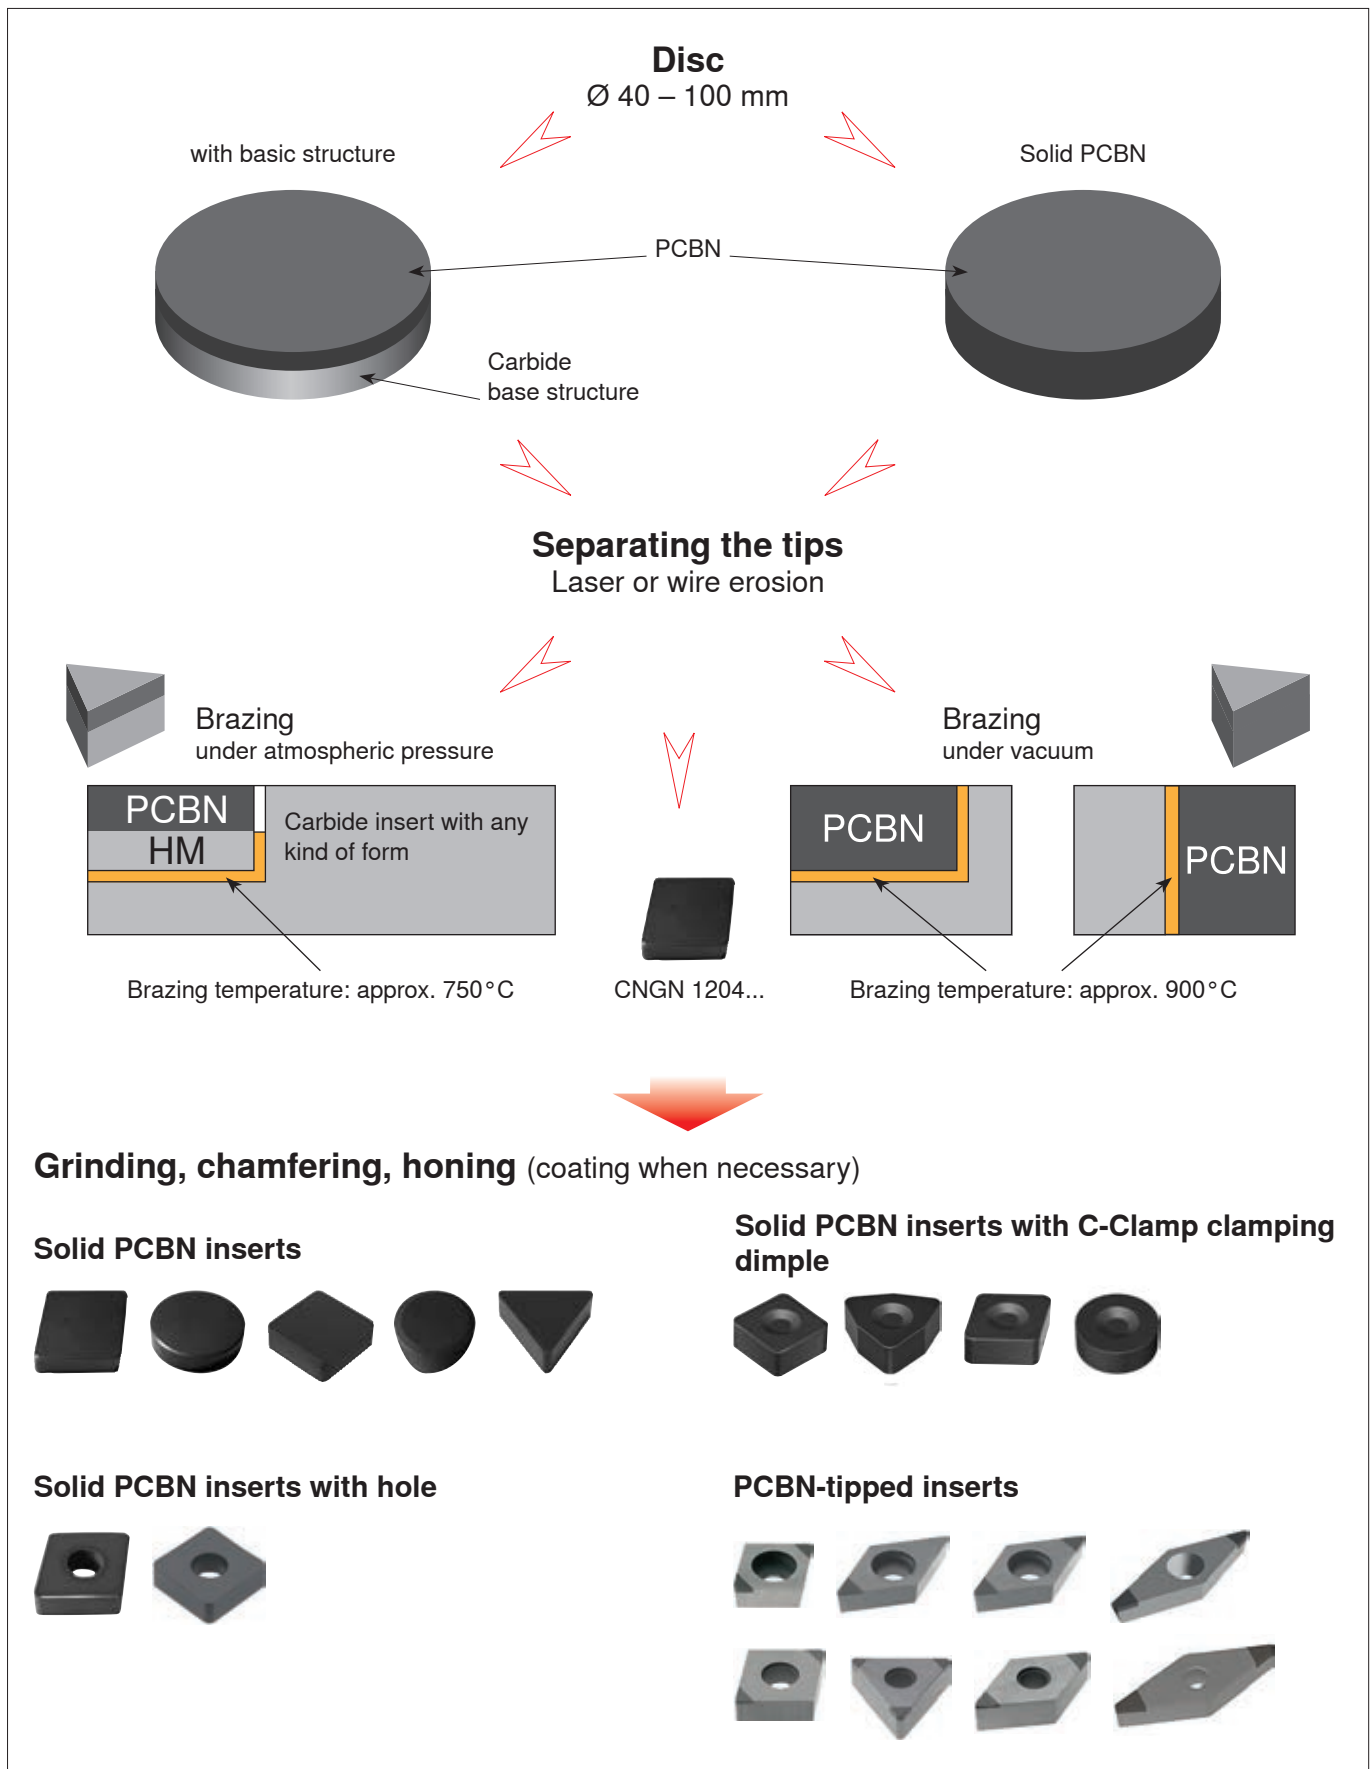 Disc
Ø 40 – 100 mm
with basic structure
Solid PCBN
PCBN
Carbide
base structure
Separating the tips
Laser or wire erosion
Brazing
under atmospheric pressure
Brazing
under vacuum
PCBN
HM
Carbide insert with any
kind of form
PCBN
PCBN
Brazing temperature: approx. 750°C
CNGN 1204...
Brazing temperature: approx. 900°C
Grinding, chamfering, honing (coating when necessary)
Solid PCBN inserts
Solid PCBN inserts with C-Clamp clamping
dimple
Solid PCBN inserts with hole
PCBN-tipped inserts